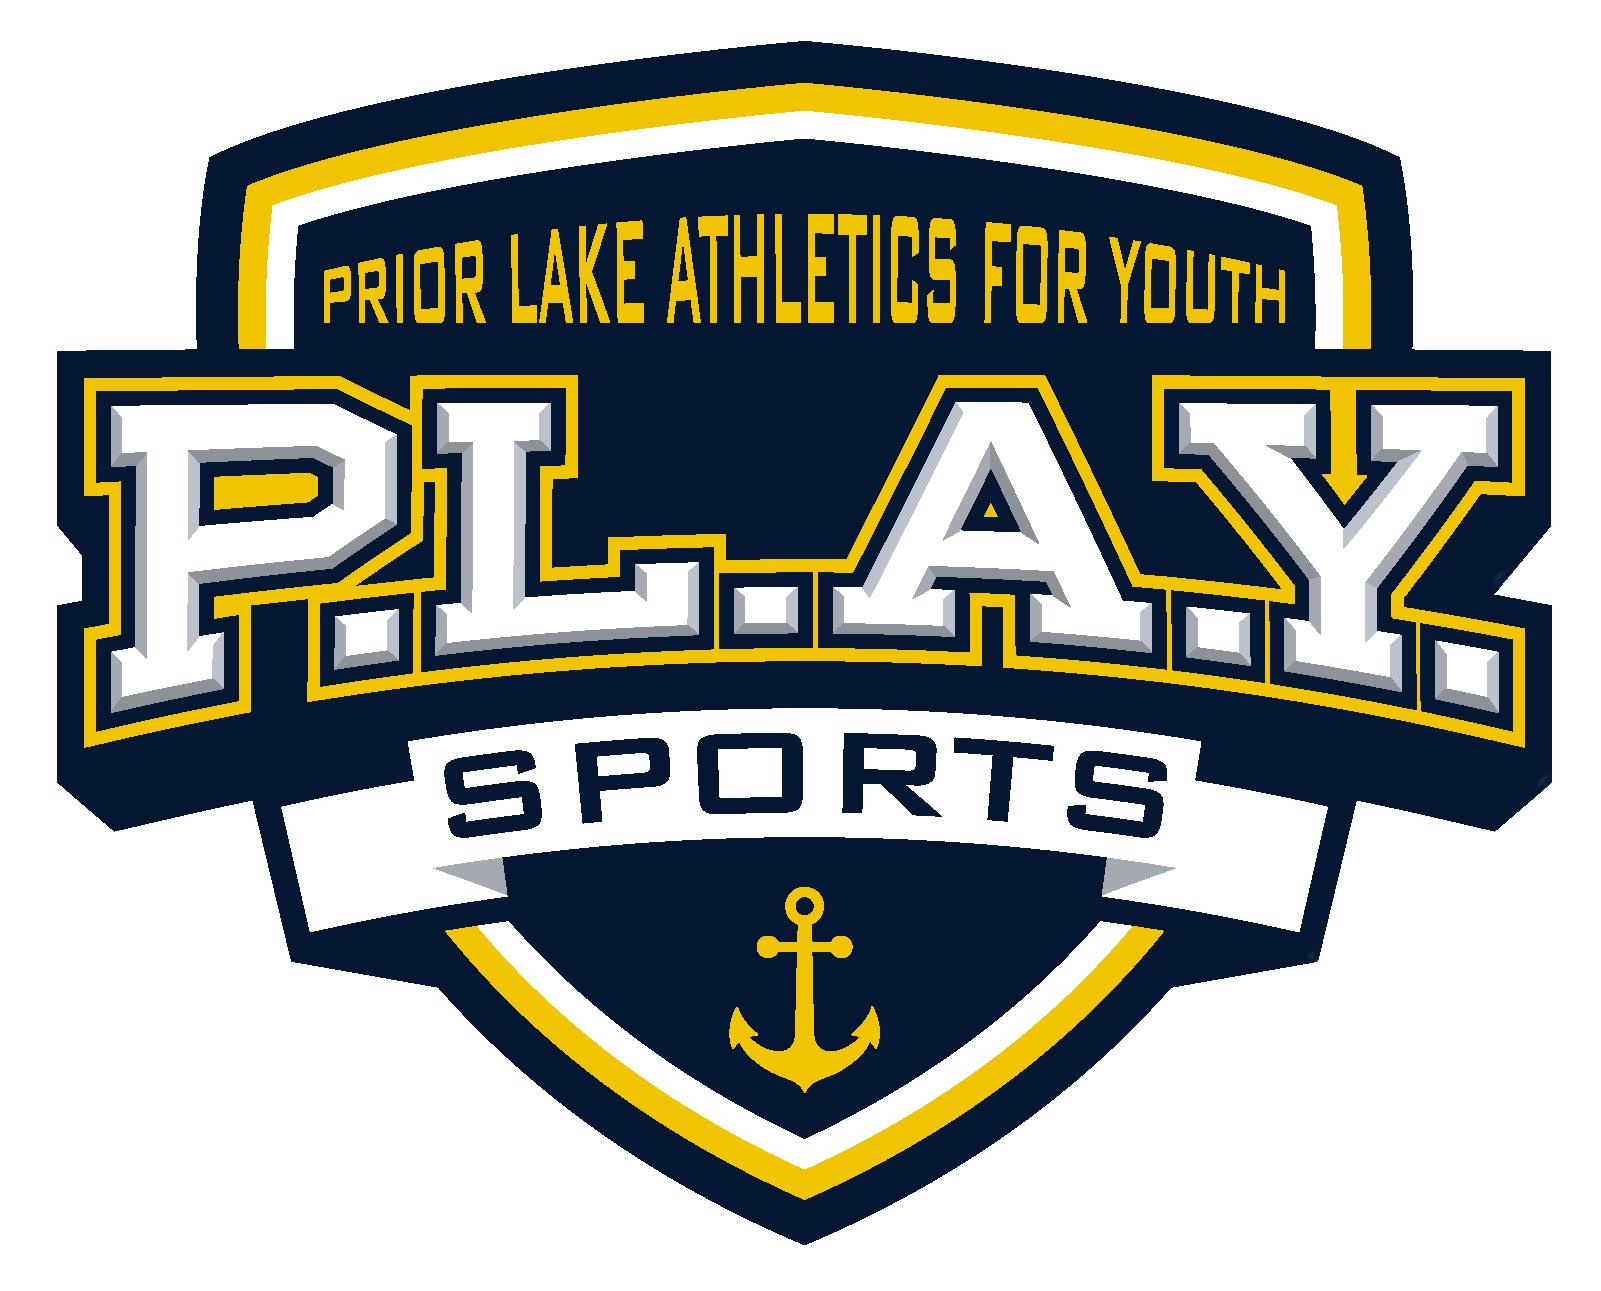 PRIOR LAKE ATHLETICS FOR YOUTH
P.L.A.Y.
SPORTS